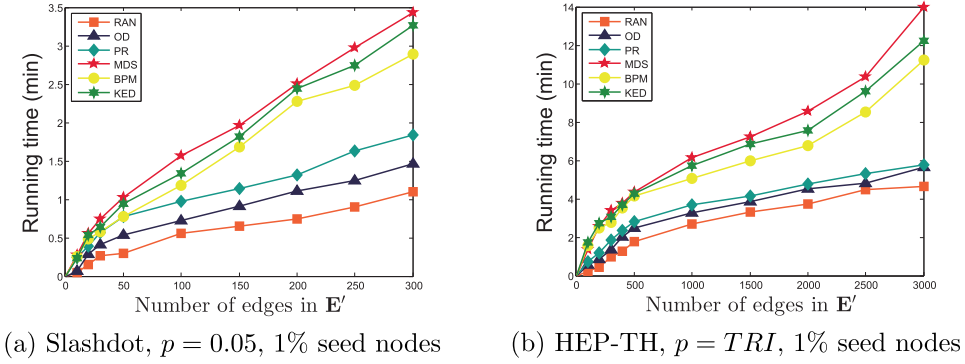 3.5
3
2.5
2
1.5
1
0.5
0
Running time (min)
RAN
OD
PR
MDS
BPM
KED
0 10 50 100 150 200 250 300
Number of edges in E′
(a) Slashdot, p = 0.05, 1% seed nodes
14
12
10
8
6
4
2
0
Running time (min)
RAN
OD
PR
MDS
BPM
KED
0 100 500 1000 1500 2000 2500 3000
Number of edges in E′
(b) HEP-TH, p = TRI, 1% seed nodes